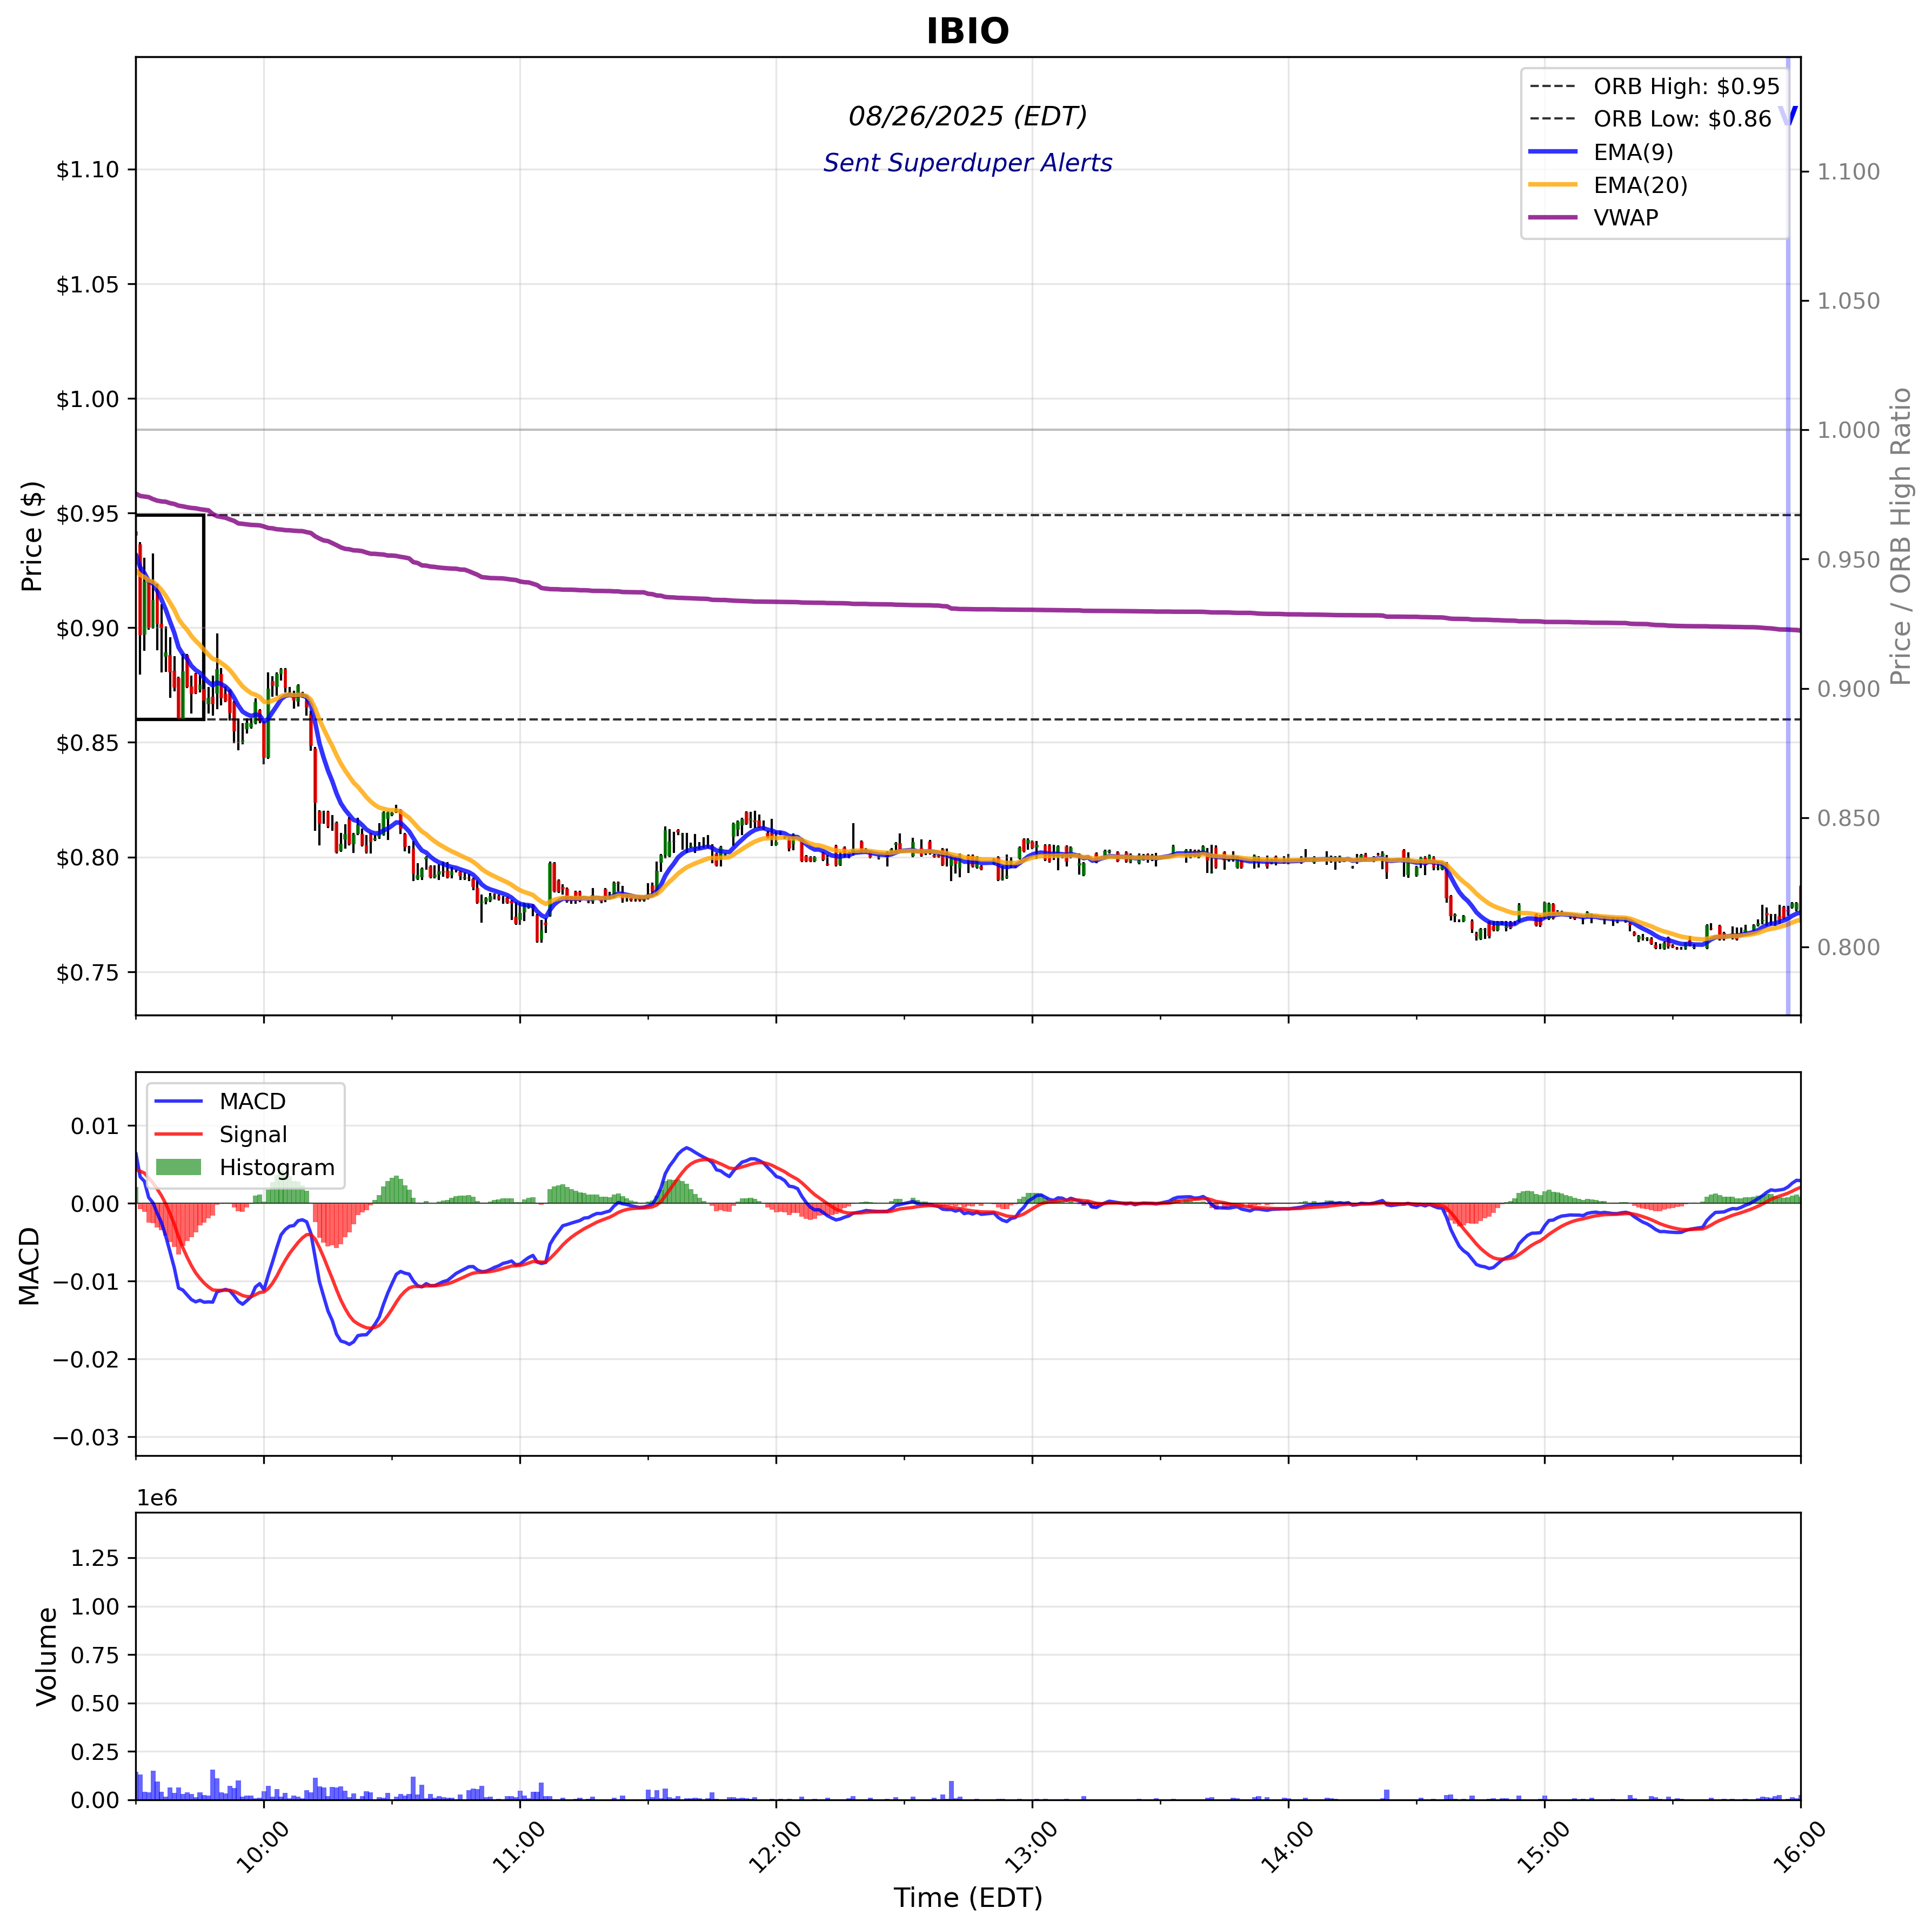 IBIO
08/26/2025 (EDT)
Sent Superduper Alerts
ORB High: $0.95
ORB Low: $0.86
EMA(9)
EMA(20)
VWAP
V
$1.10
$1.05
$1.00
$0.95
$0.90
$0.85
$0.80
$0.75
Price ($)
1.100
1.050
1.000
0.950
0.900
0.850
0.800
Price / ORB High Ratio
MACD
Signal
Histogram
0.01
0.00
−0.01
−0.02
−0.03
MACD
1e6
1.25
1.00
0.75
0.50
0.25
0.00
Volume
10:00
11:00
12:00
13:00
14:00
15:00
16:00
Time (EDT)